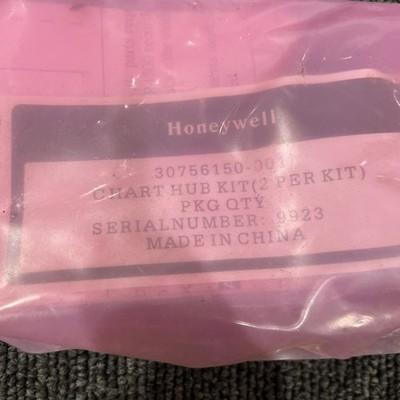 Honeywell
30756150-001
CHART HUB KIT(2 PER KIT)
PKG QTY
SERIALNUMBER: 9923
MADE IN CHINA